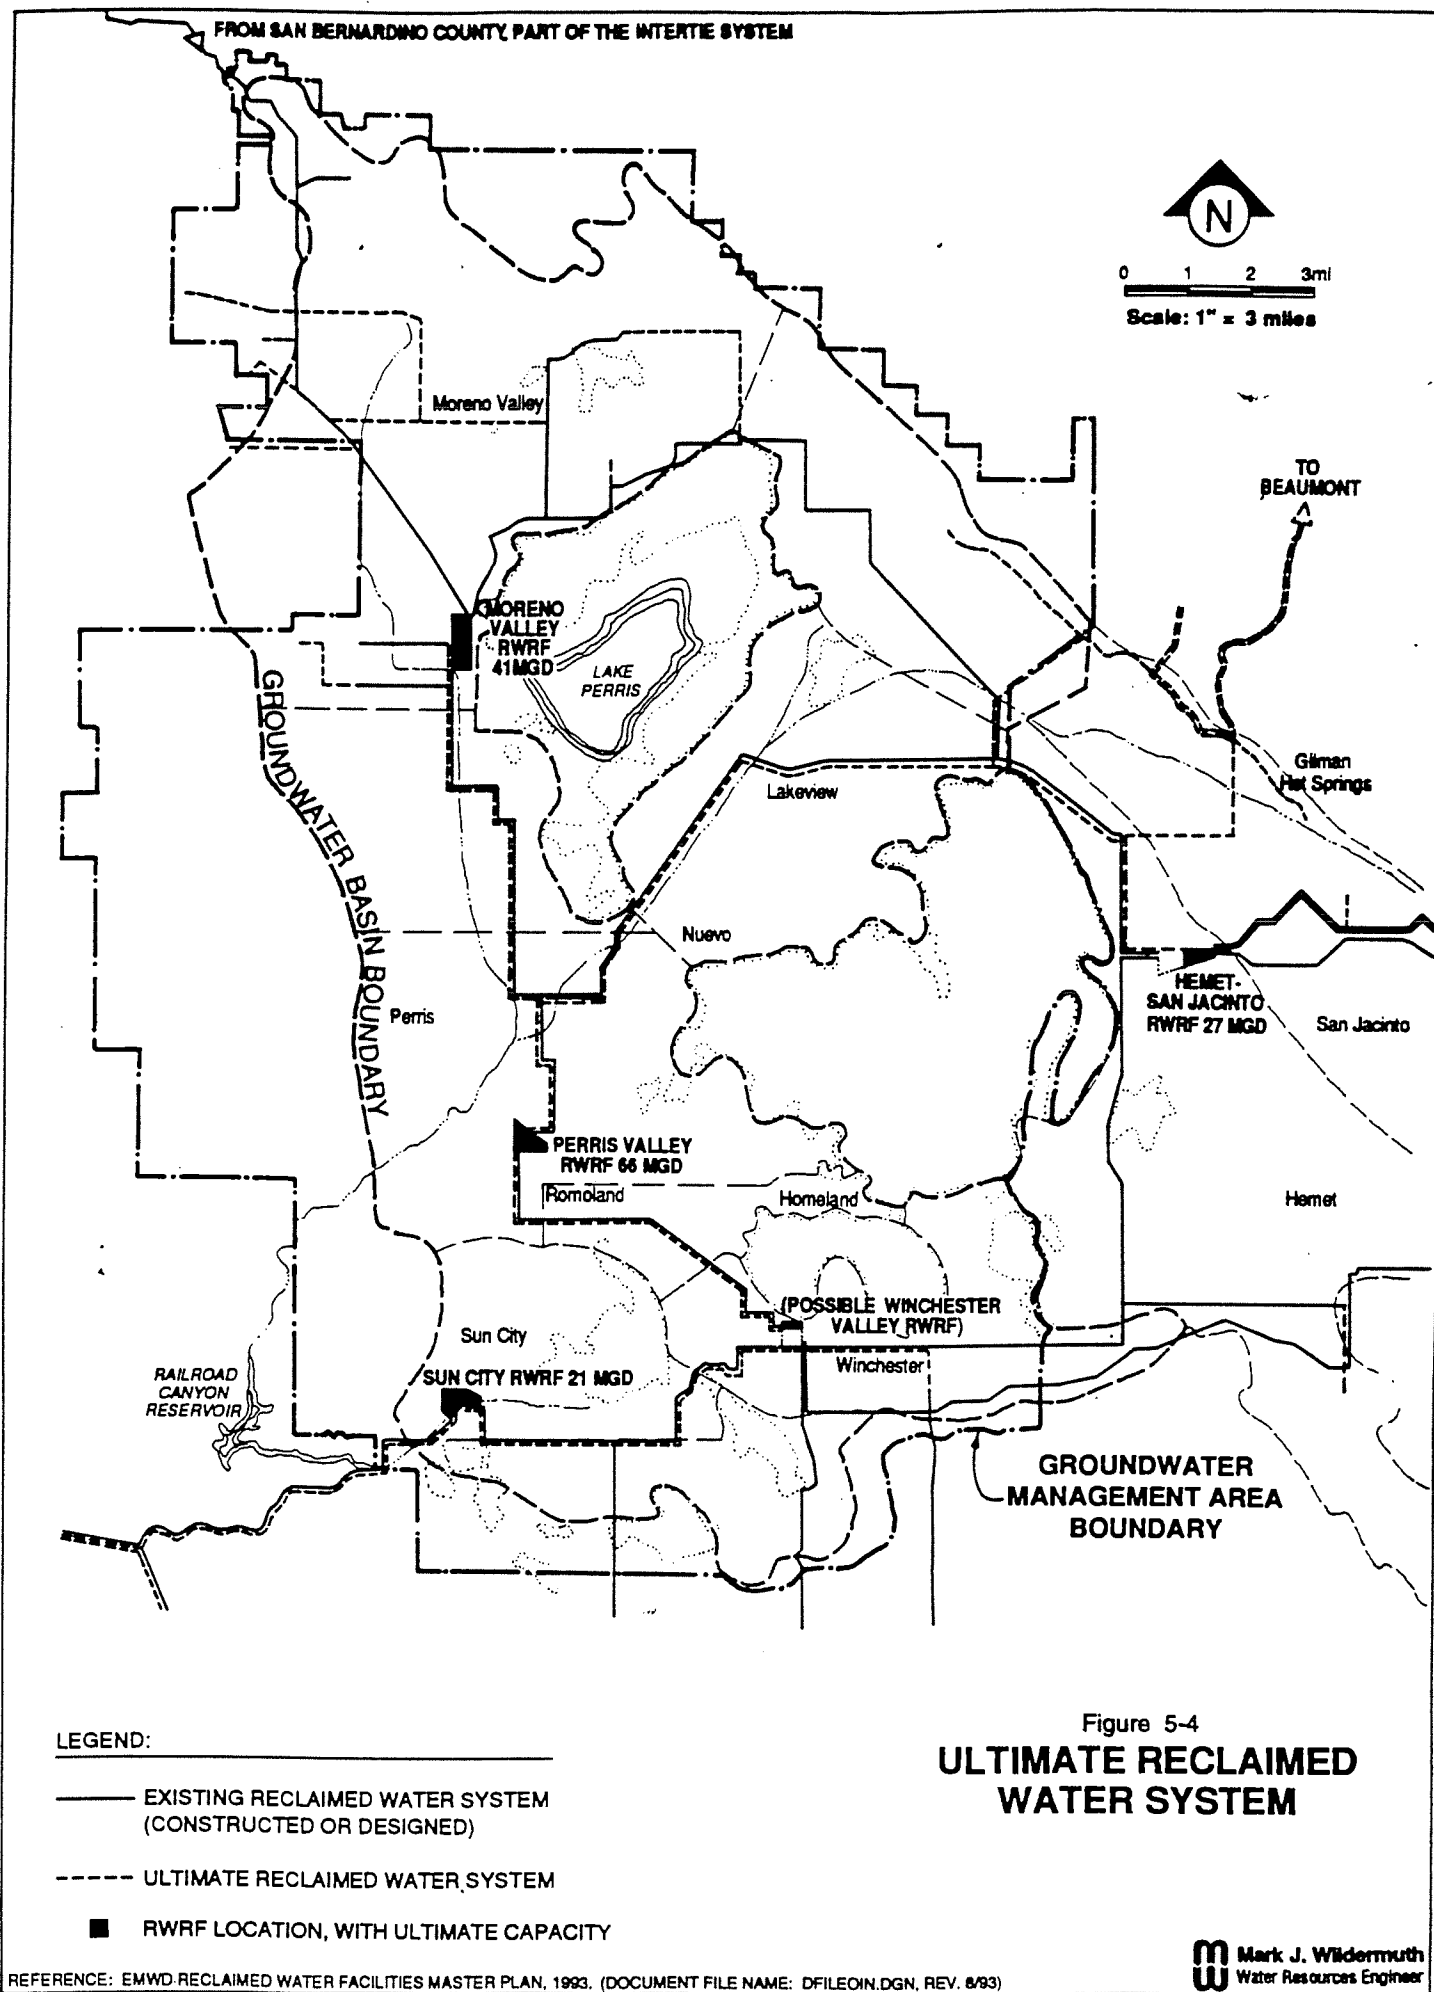 FROM SAN BERNARDINO COUNTY, PART OF THE INTERTIE SYSTEM
N
0 1 2 3mi
Scale: 1" = 3 miles
Moreno Valley
TO
BEAUMONT
MORENO
VALLEY
RWRF
41MGD
LAKE
PERRIS
GROUNDWATER BASIN BOUNDARY
Gilman
Hot Springs
Lakeview
Nuevo
Perris
HEMET-
SAN JACINTO
RWRF 27 MGD
San Jacinto
PERRIS VALLEY
RWRF 66 MGD
Romoland
Homeland
Hemet
(POSSIBLE WINCHESTER
VALLEY RWRF)
Sun City
Winchester
SUN CITY RWRF 21 MGD
RAILROAD
CANYON
RESERVOIR
GROUNDWATER
MANAGEMENT AREA
BOUNDARY
Figure 5-4
ULTIMATE RECLAIMED
WATER SYSTEM
LEGEND:
EXISTING RECLAIMED WATER SYSTEM
(CONSTRUCTED OR DESIGNED)
ULTIMATE RECLAIMED WATER SYSTEM
RWRF LOCATION, WITH ULTIMATE CAPACITY
Mark J. Wildermuth
Water Resources Engineer
REFERENCE: EMWD RECLAIMED WATER FACILITIES MASTER PLAN, 1993. (DOCUMENT FILE NAME: DFILEOIN.DGN, REV. 6/93)